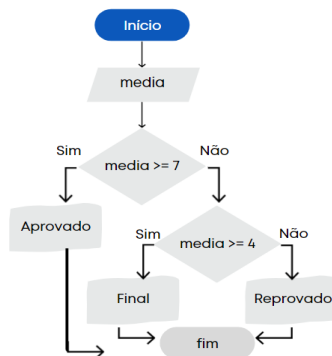 Início
media
Sim
Não
media >= 7
Aprovado
Sim
Não
media >= 4
Final
Reprovado
fim